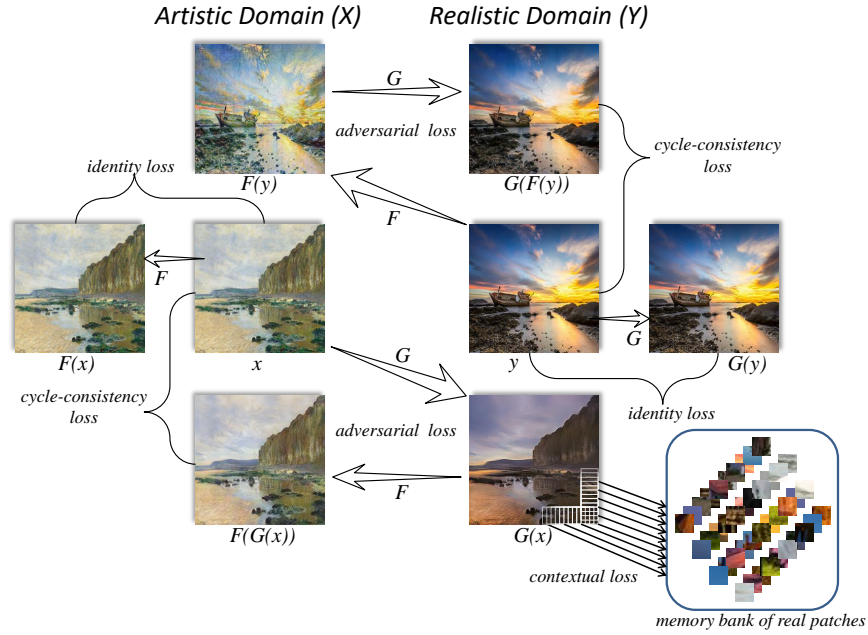 Artistic Domain (X)
Realistic Domain (Y)
G
adversarial loss
F(y)
G(F(y))
cycle-consistency
loss
identity loss
F
F
F(x)
x
y
G
G(y)
G
identity loss
cycle-consistency
loss
adversarial loss
F
F(G(x))
G(x)
contextual loss
memory bank of real patches